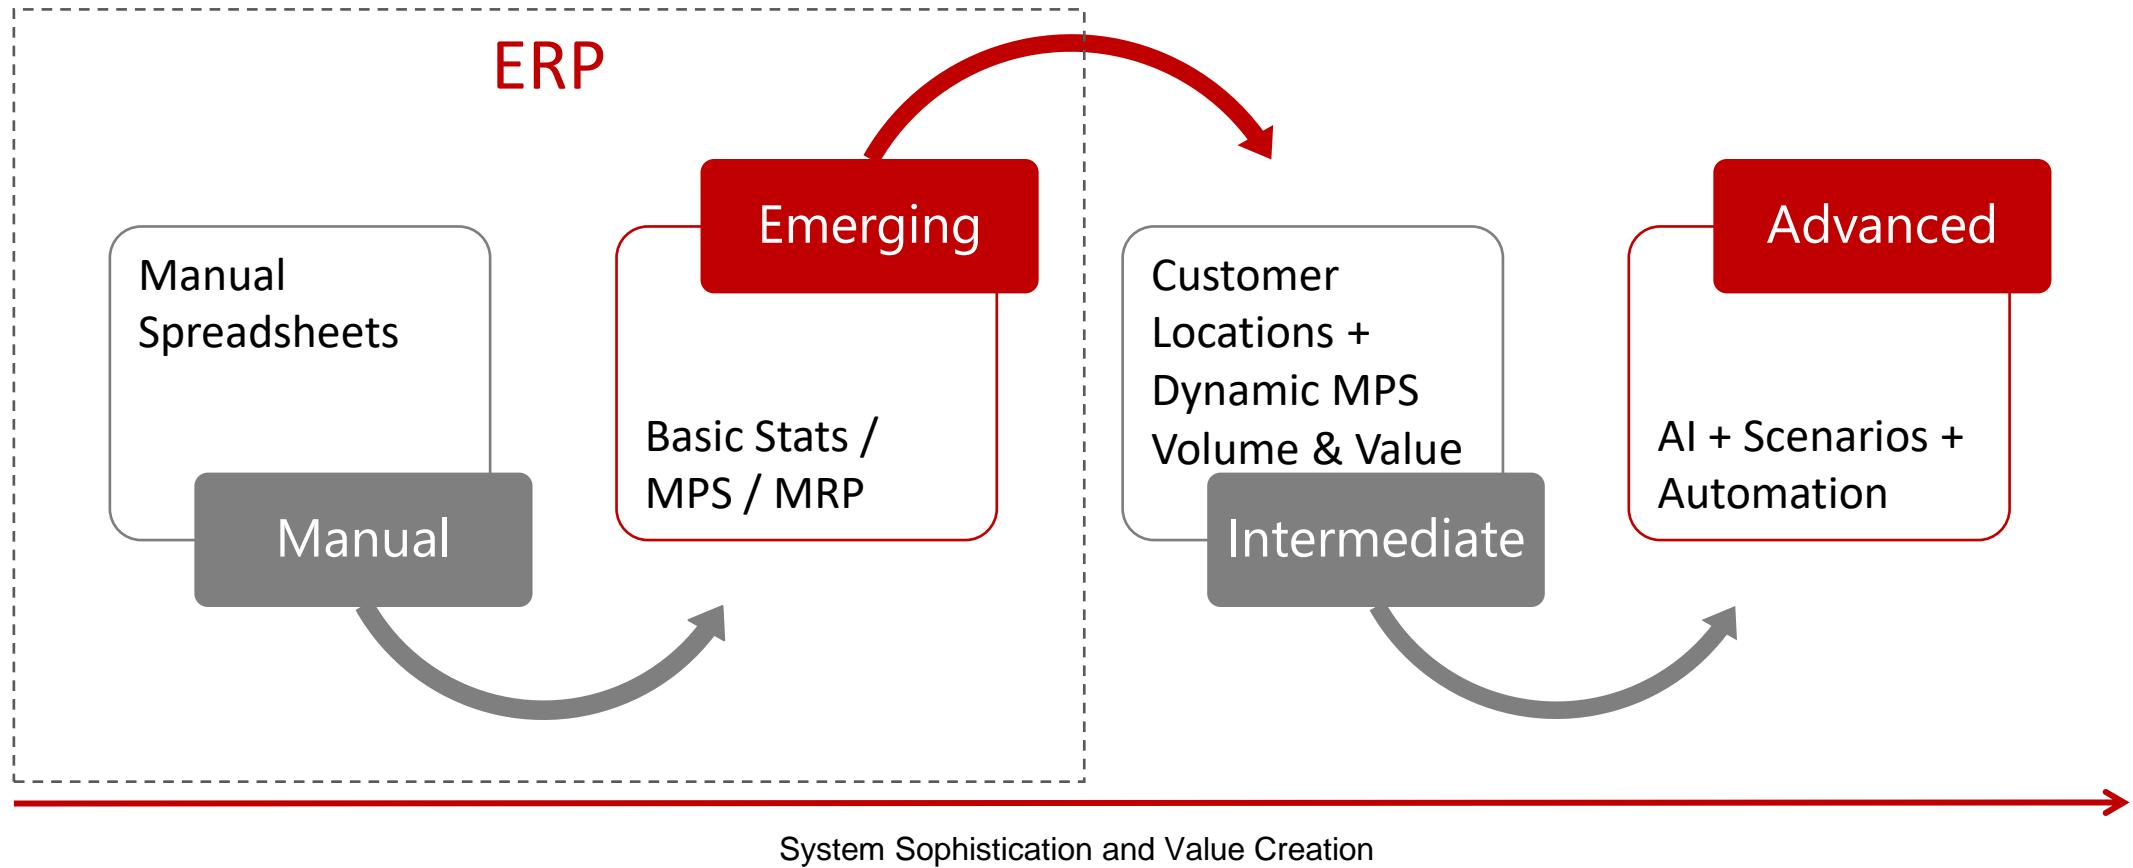 ERP
Manual
Spreadsheets
Manual
Emerging
Basic Stats /
MPS / MRP
Customer
Locations +
Dynamic MPS
Volume & Value
Intermediate
Advanced
AI + Scenarios +
Automation
System Sophistication and Value Creation